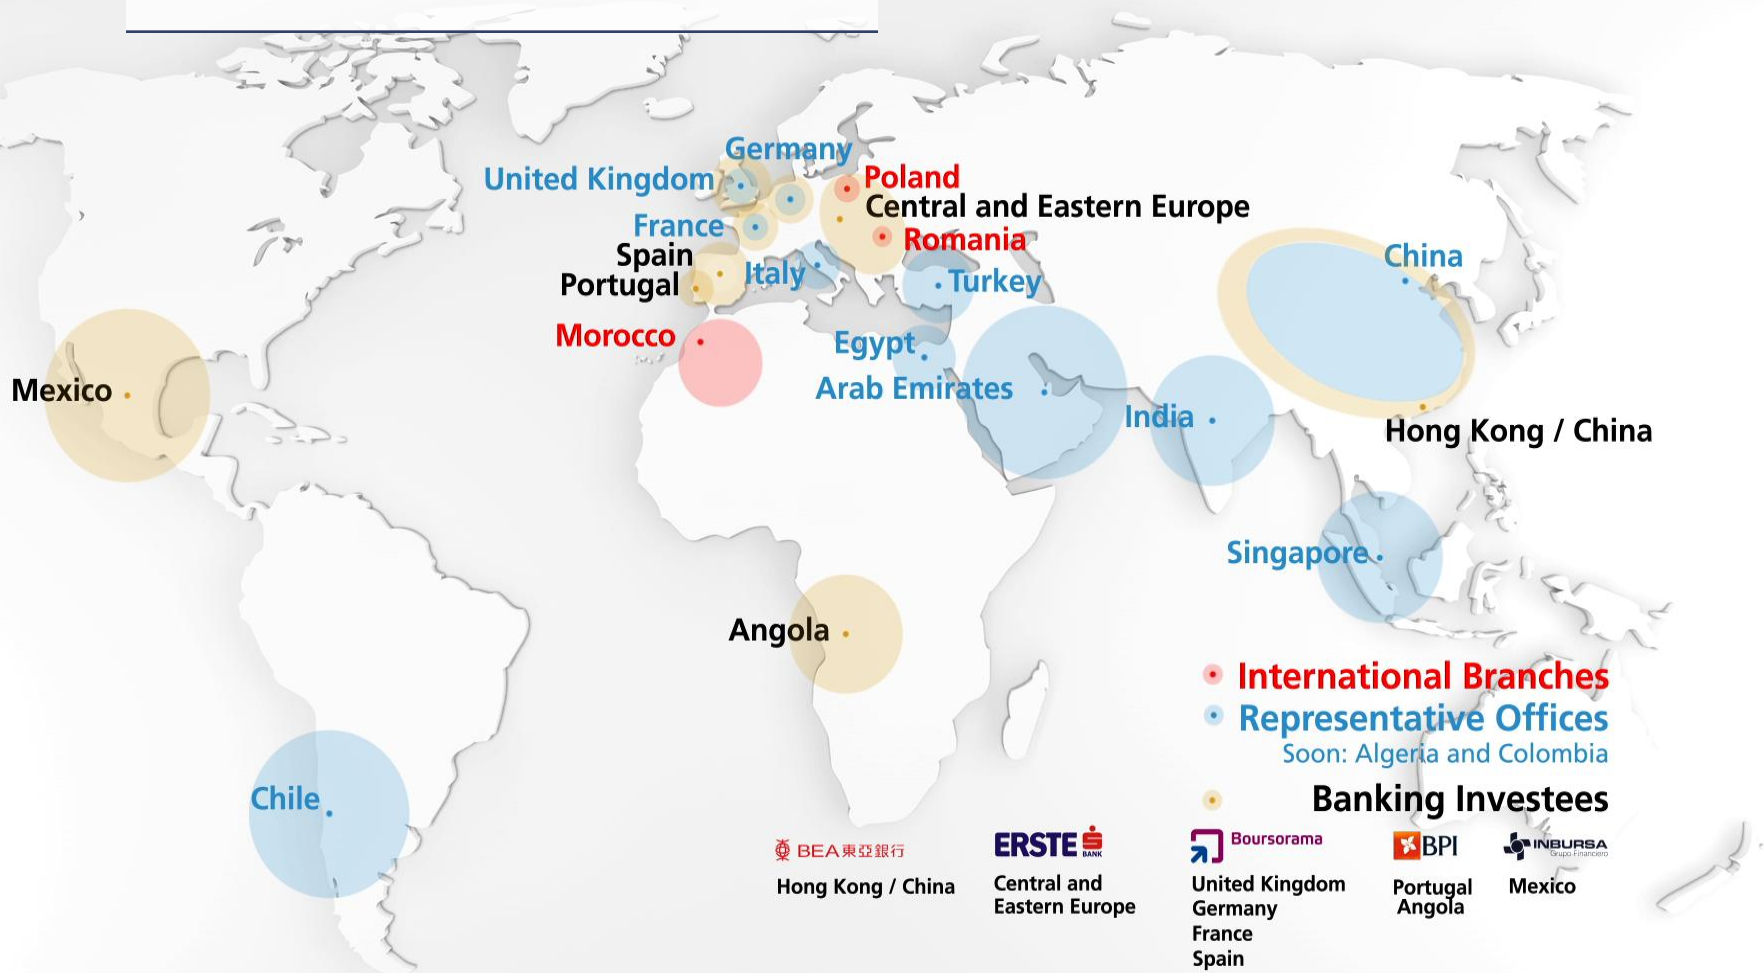 Germany
United Kingdom
Poland
Central and Eastern Europe
France
Romania
Spain
Italy
Portugal
Turkey
China
Morocco
Egypt
Arab Emirates
Mexico
India
Hong Kong / China
Singapore
Angola
Chile
International Branches
Representative Offices
Soon: Algeria and Colombia
Banking Investees
BEA東亞銀行
Hong Kong / China
ERSTE
BANK
Central and
Eastern Europe
Boursorama
United Kingdom
Germany
France
Spain
BPI
Portugal
Angola
INBURSA
Grupo Financiero
Mexico